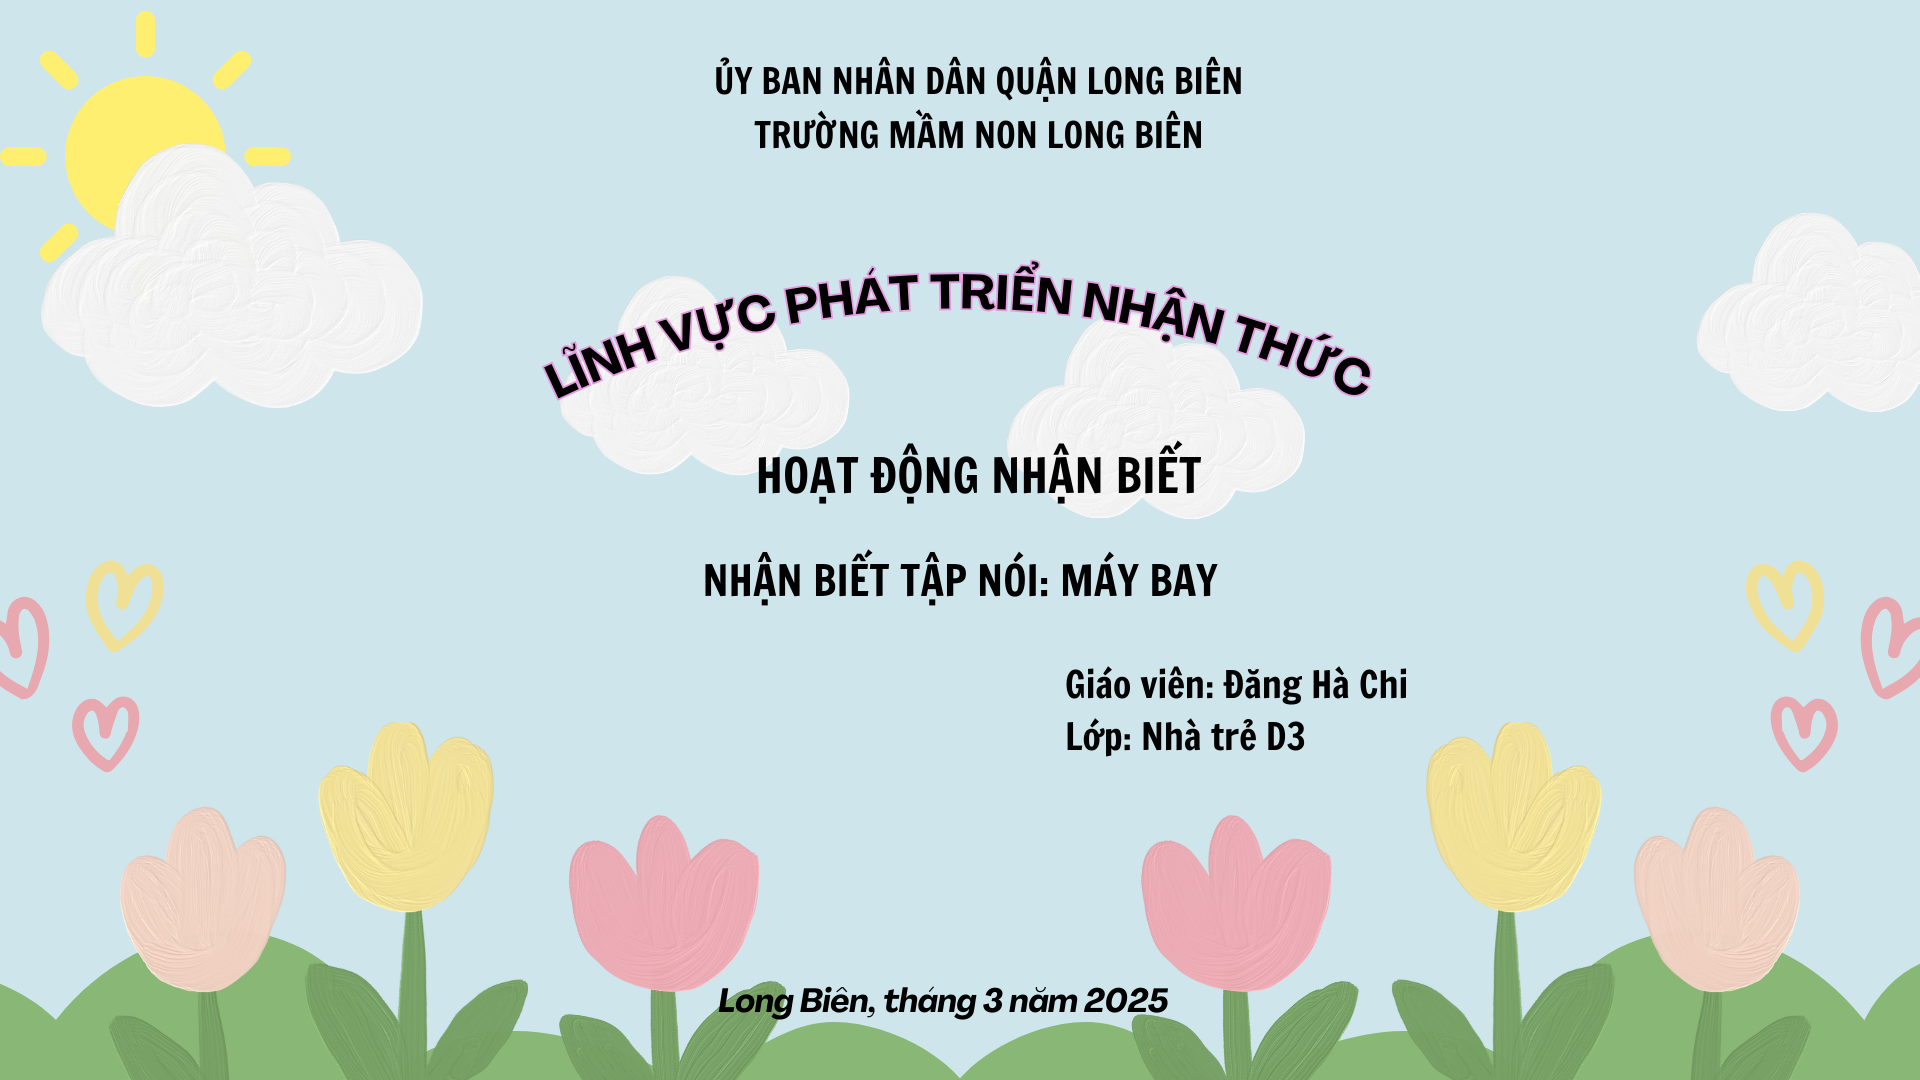 ỦY BAN NHÂN DÂN QUẬN LONG BIÊN
TRƯỜNG MẦM NON LONG BIÊN
LĨNH VỰC PHÁT TRIỂN NHẬN THỨC
HOẠT ĐỘNG NHẬN BIẾT
NHẬN BIẾT TẬP NÓI: MÁY BAY
Giáo viên: Đăng Hà Chi
Lớp: Nhà trẻ D3
Long Biên, tháng 3 năm 2025